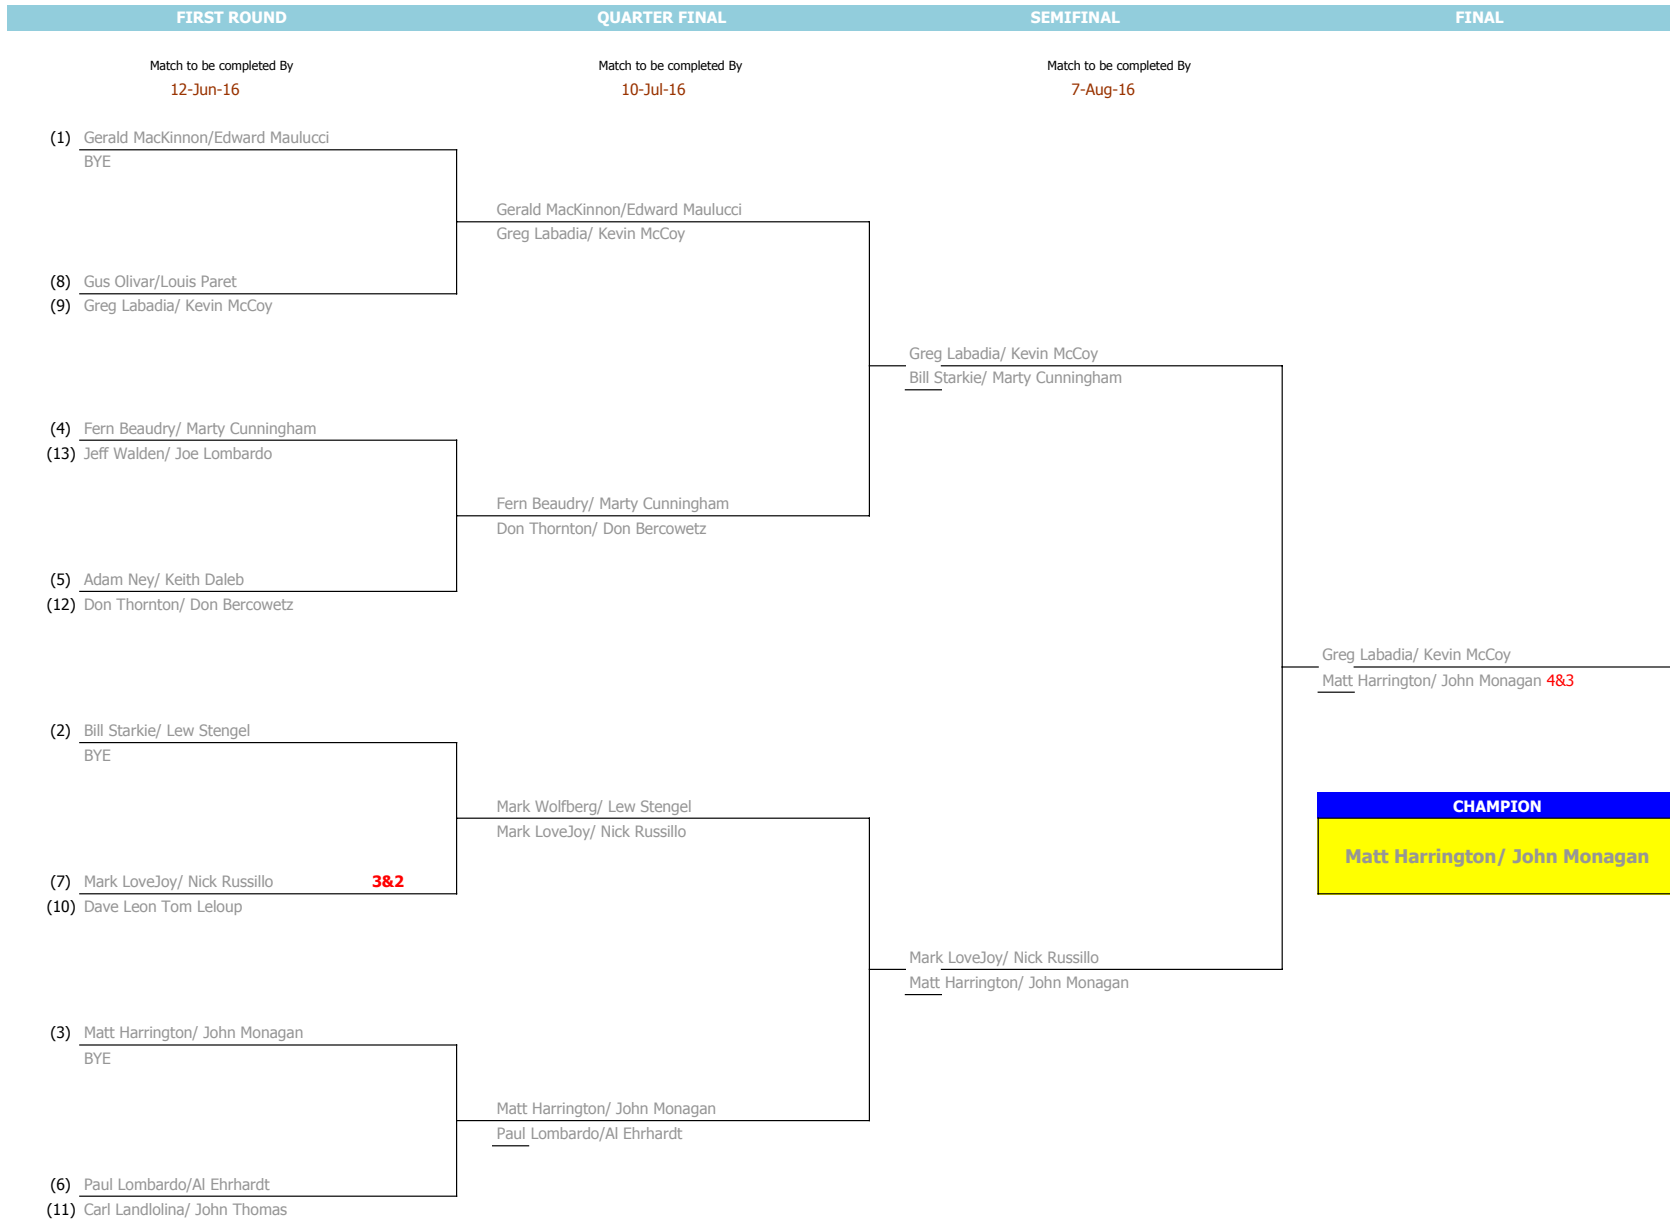 FIRST ROUND QUARTER FINAL SEMIFINAL FINAL
Match to be completed By Match to be completed By Match to be completed By
12-Jun-16 10-Jul-16 7-Aug-16
(1) Gerald MacKinnon/Edward Maulucci
BYE
Gerald MacKinnon/Edward Maulucci
Greg Labadia/ Kevin McCoy
(8) Gus Olivar/Louis Paret
(9) Greg Labadia/ Kevin McCoy
Greg Labadia/ Kevin McCoy
Bill Starkie/ Marty Cunningham
(4) Fern Beaudry/ Marty Cunningham
(13) Jeff Walden/ Joe Lombardo
Fern Beaudry/ Marty Cunningham
Don Thornton/ Don Bercowetz
(5) Adam Ney/ Keith Daleb
(12) Don Thornton/ Don Bercowetz
Greg Labadia/ Kevin McCoy
Matt Harrington/ John Monagan 4&3
(2) Bill Starkie/ Lew Stengel
BYE
Mark Wolfberg/ Lew Stengel
CHAMPION
Mark LoveJoy/ Nick Russillo
Matt Harrington/ John Monagan
(7) Mark LoveJoy/ Nick Russillo 3&2
(10) Dave Leon Tom Leloup
Mark LoveJoy/ Nick Russillo
Matt Harrington/ John Monagan
(3) Matt Harrington/ John Monagan
BYE
Matt Harrington/ John Monagan
Paul Lombardo/Al Ehrhardt
(6) Paul Lombardo/Al Ehrhardt
(11) Carl Landlolina/ John Thomas